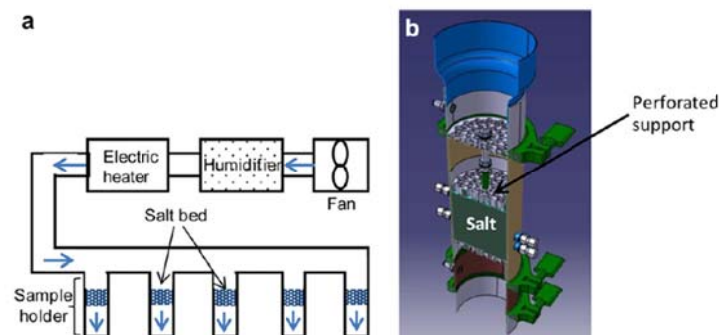 a
Electric
heater
Humidifier
Fan
Salt bed
Sample
holder
b
Perforated
support
Salt